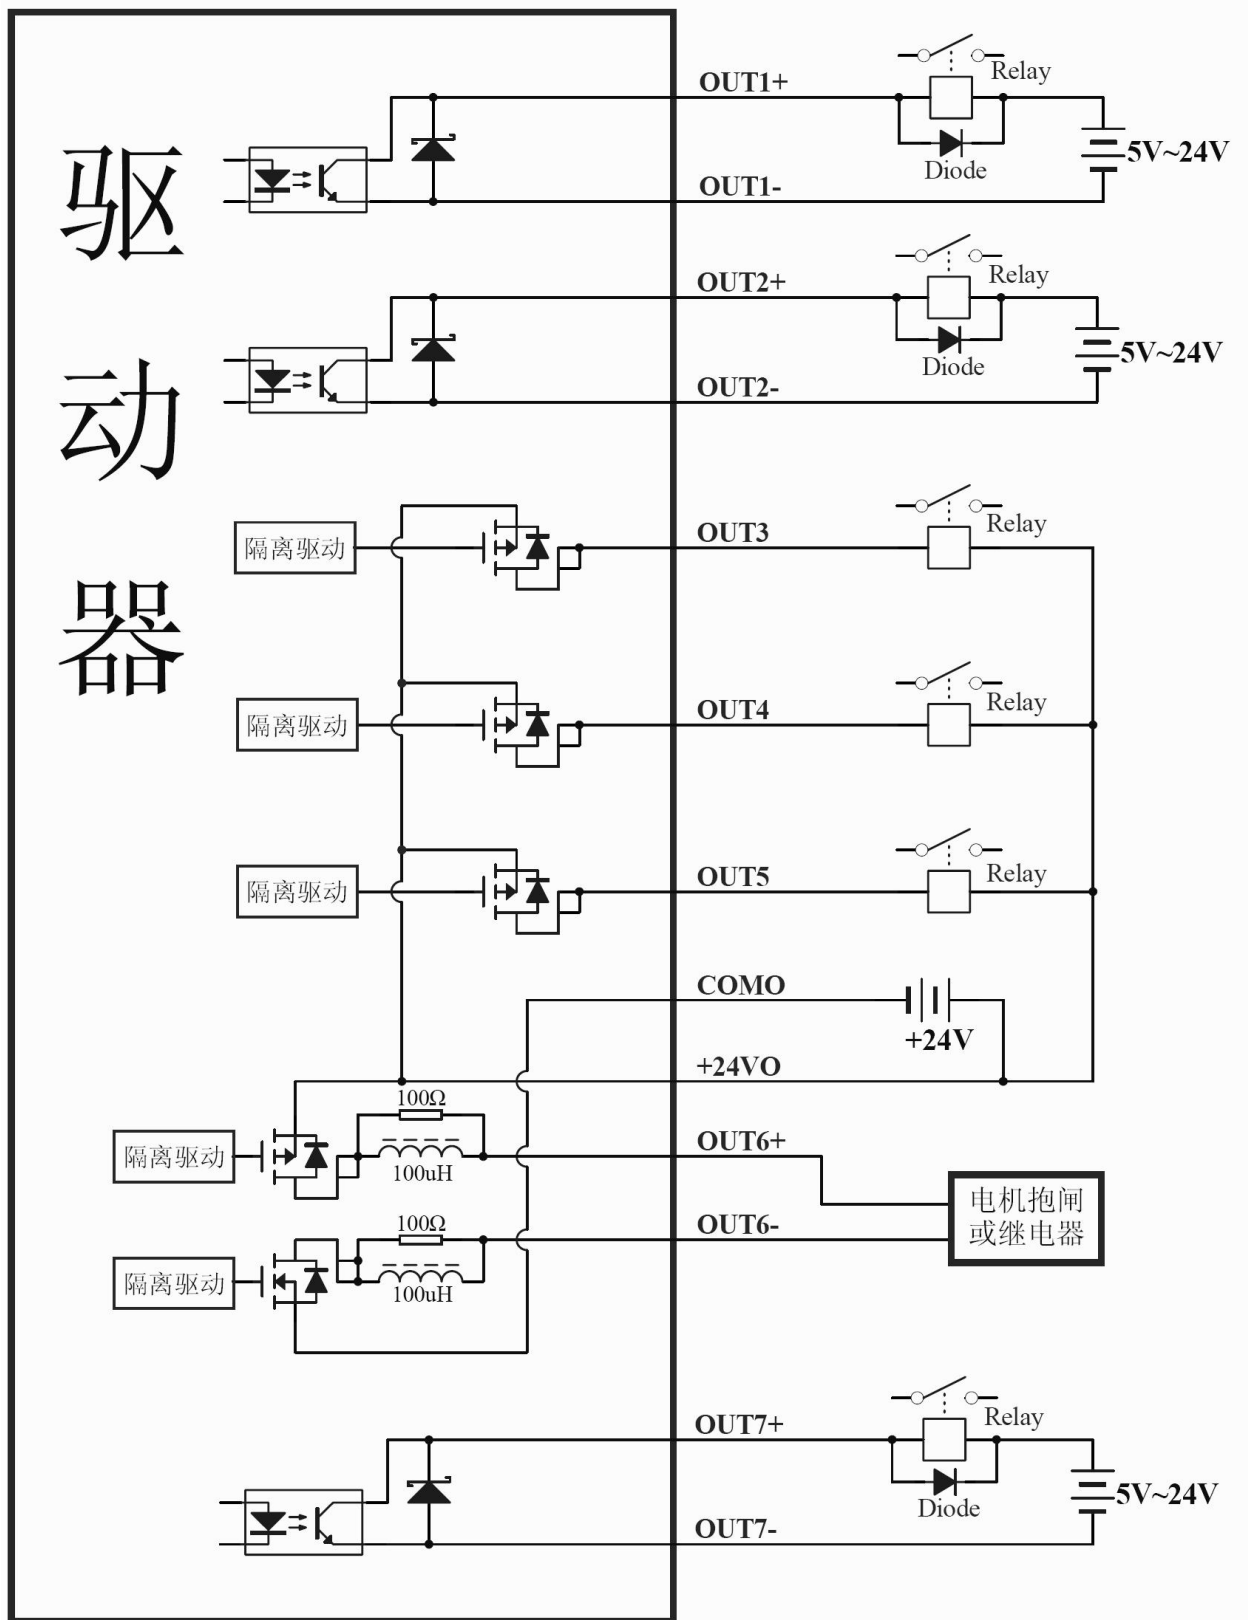 驱动器
OUT1+
Relay
Diode
5V~24V
OUT1-
OUT2+
Relay
Diode
5V~24V
OUT2-
隔离驱动
OUT3
Relay
隔离驱动
OUT4
Relay
隔离驱动
OUT5
Relay
COMO
+24V
+24VO
100Ω
隔离驱动
100uH
OUT6+
电机抱闸
或继电器
100Ω
OUT6-
隔离驱动
100uH
OUT7+
Relay
Diode
5V~24V
OUT7-